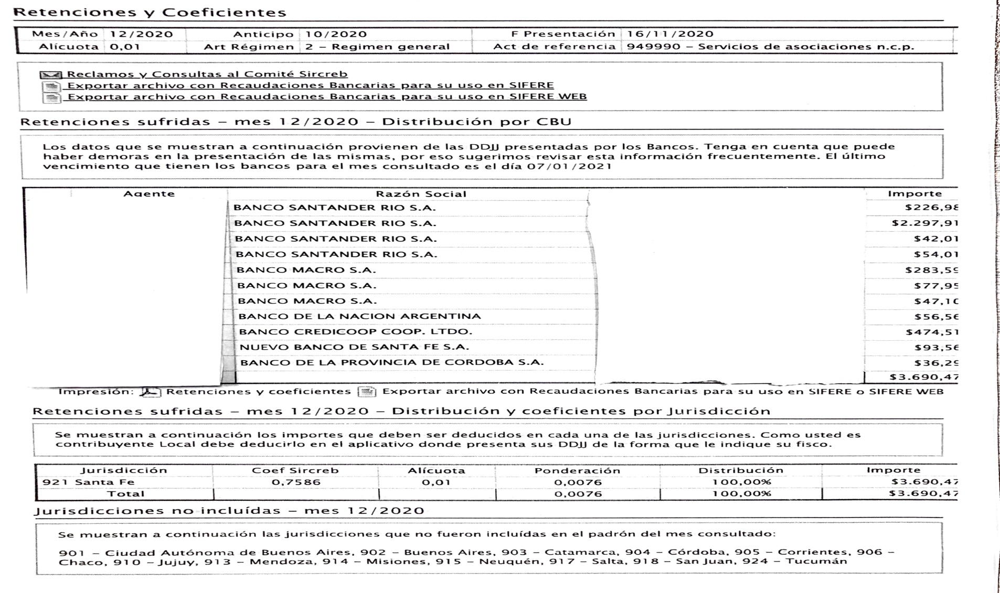 Retenciones y Coeficientes
Mes/Año 12/2020 Anticipo 10/2020 F Presentación 16/11/2020
Alícuota 0,01 Art Régimen 2 – Regimen general Act de referencia 949990 – Servicios de asociaciones n.c.p.
Reclamos y Consultas al Comité Sircreb
Exportar archivo con Recaudaciones Bancarias para su uso en SIFERE
Exportar archivo con Recaudaciones Bancarias para su uso en SIFERE WEB
Retenciones sufridas – mes 12/2020 – Distribución por CBU
Los datos que se muestran a continuación provienen de las DDJJ presentadas por los Bancos. Tenga en cuenta que puede
haber demoras en la presentación de las mismas, por eso sugerimos revisar esta información frecuentemente. El último
vencimiento que tienen los bancos para el mes consultado es el día 07/01/2021
Agente Razón Social Importe
BANCO SANTANDER RIO S.A. $226,98
BANCO SANTANDER RIO S.A. $2.297,91
BANCO SANTANDER RIO S.A. $42,01
BANCO SANTANDER RIO S.A. $54,01
BANCO MACRO S.A. $283,59
BANCO MACRO S.A. $77,95
BANCO MACRO S.A. $47,10
BANCO DE LA NACION ARGENTINA $56,56
BANCO CREDICOOP COOP. LTDO. $474,51
NUEVO BANCO DE SANTA FE S.A. $93,56
BANCO DE LA PROVINCIA DE CORDOBA S.A. $36,29
$3.690,47
Impresión: Retenciones y coeficientes Exportar archivo con Recaudaciones Bancarias para su uso en SIFERE o SIFERE WEB
Retenciones sufridas – mes 12/2020 – Distribución y coeficientes por Jurisdicción
Se muestran a continuación los importes que deben ser deducidos en cada una de las jurisdicciones. Como usted es
contribuyente Local debe deducirlo en el aplicativo donde presenta sus DDJJ de la forma que le indique su fisco.
Jurisdicción Coef Sircreb Alícuota Ponderación Distribución Importe
921 Santa Fe 0,7586 0,01 0,0076 100,00% $3.690,47
Total 0,0076 100,00% $3.690,47
Jurisdicciones no incluídas – mes 12/2020
Se muestran a continuación las jurisdicciones que no fueron incluídas en el padrón del mes consultado:
901 – Ciudad Autónoma de Buenos Aires, 902 – Buenos Aires, 903 – Catamarca, 904 – Córdoba, 905 – Corrientes, 906 –
Chaco, 910 – Jujuy, 913 – Mendoza, 914 – Misiones, 915 – Neuquén, 917 – Salta, 918 – San Juan, 924 – Tucumán